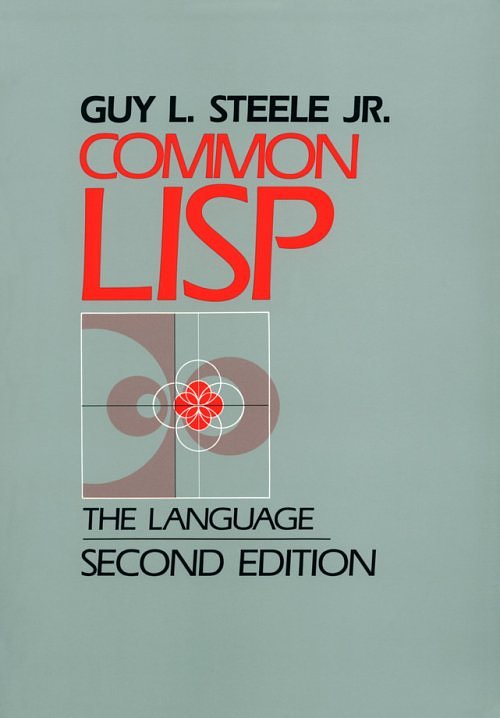 GUY L. STEELE JR.
COMMON
LISP
THE LANGUAGE
SECOND EDITION